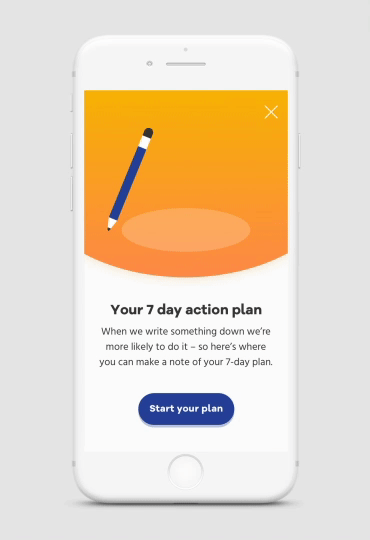 Your 7 day action plan
When we write something down we're
more likely to do it – so here's where
you can make a note of your 7-day plan.
Start your plan